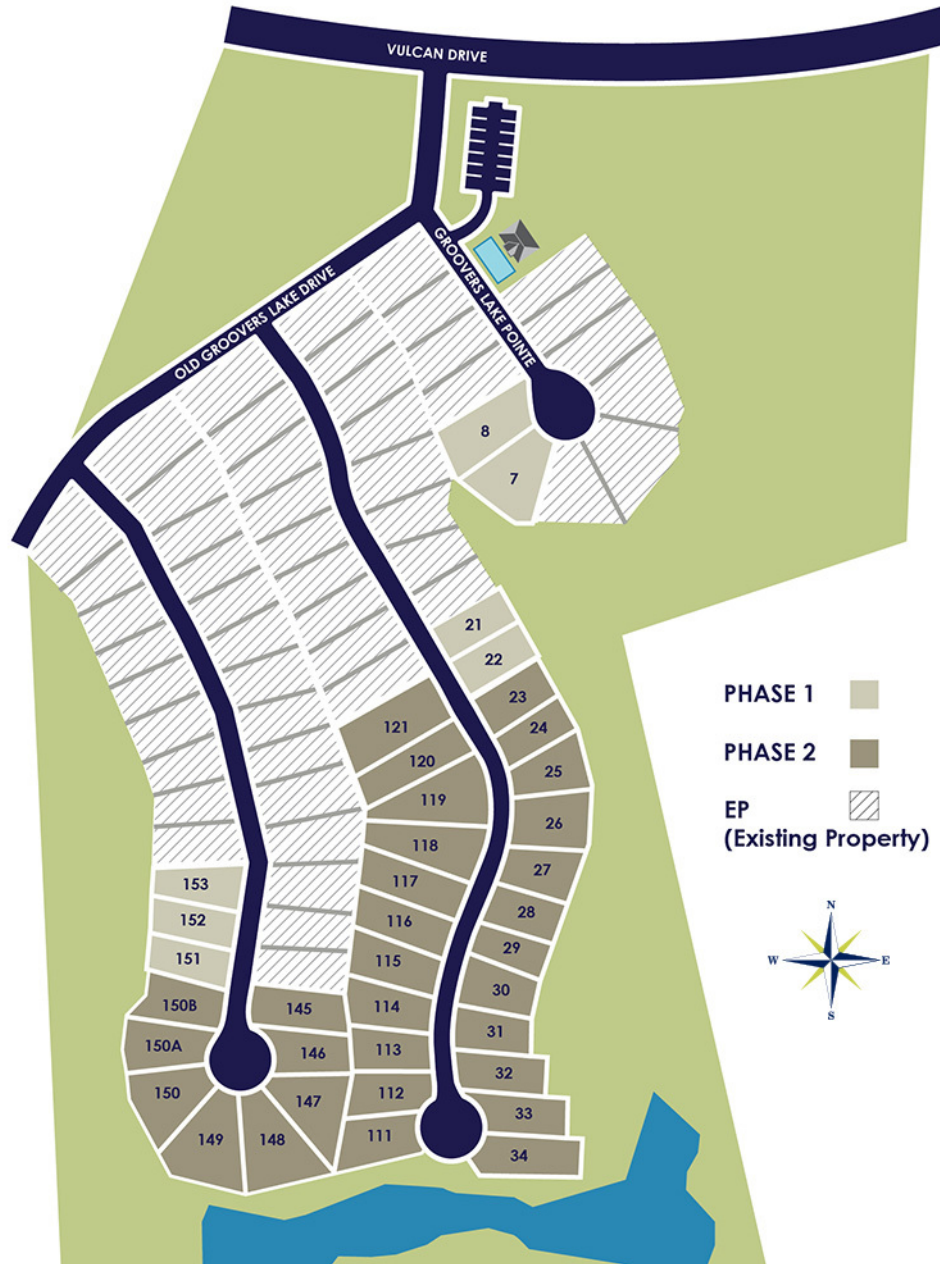 VULCAN DRIVE
OLD GROOVERS LAKE DRIVE
GROOVERS LAKE POINTE
8
7
21
22
23
24
25
26
27
28
29
30
31
32
33
34
121
120
119
118
117
116
115
114
113
112
111
153
152
151
150B
150A
150
149
148
147
146
145
PHASE 1
PHASE 2
EP
(Existing Property)
N
W
E
S